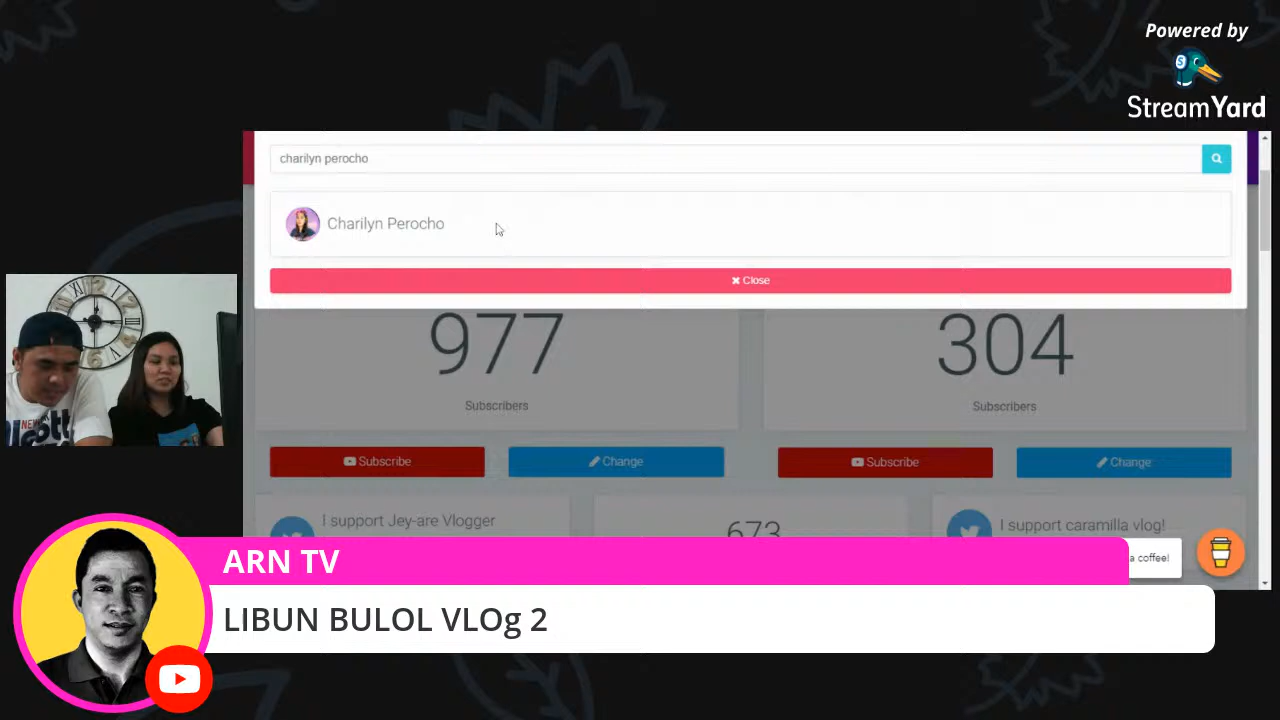 Powered by
StreamYard
charilyn perocho
Charilyn Perocho
Close
977
304
Subscribers
Subscribers
Subscribe
Change
Subscribe
Change
I support Jey-are Vlogger
673
I support caramilla vlog!
a coffee!
ARN TV
LIBUN BULOL VLOg 2